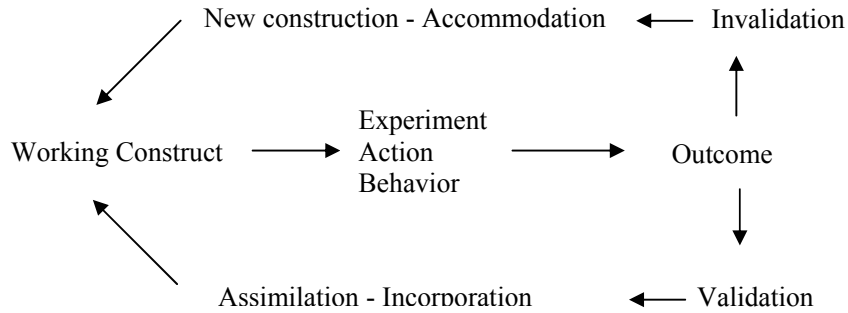 New construction - Accommodation
Invalidation
Experiment
Working Construct
Action
Outcome
Behavior
Assimilation - Incorporation
Validation